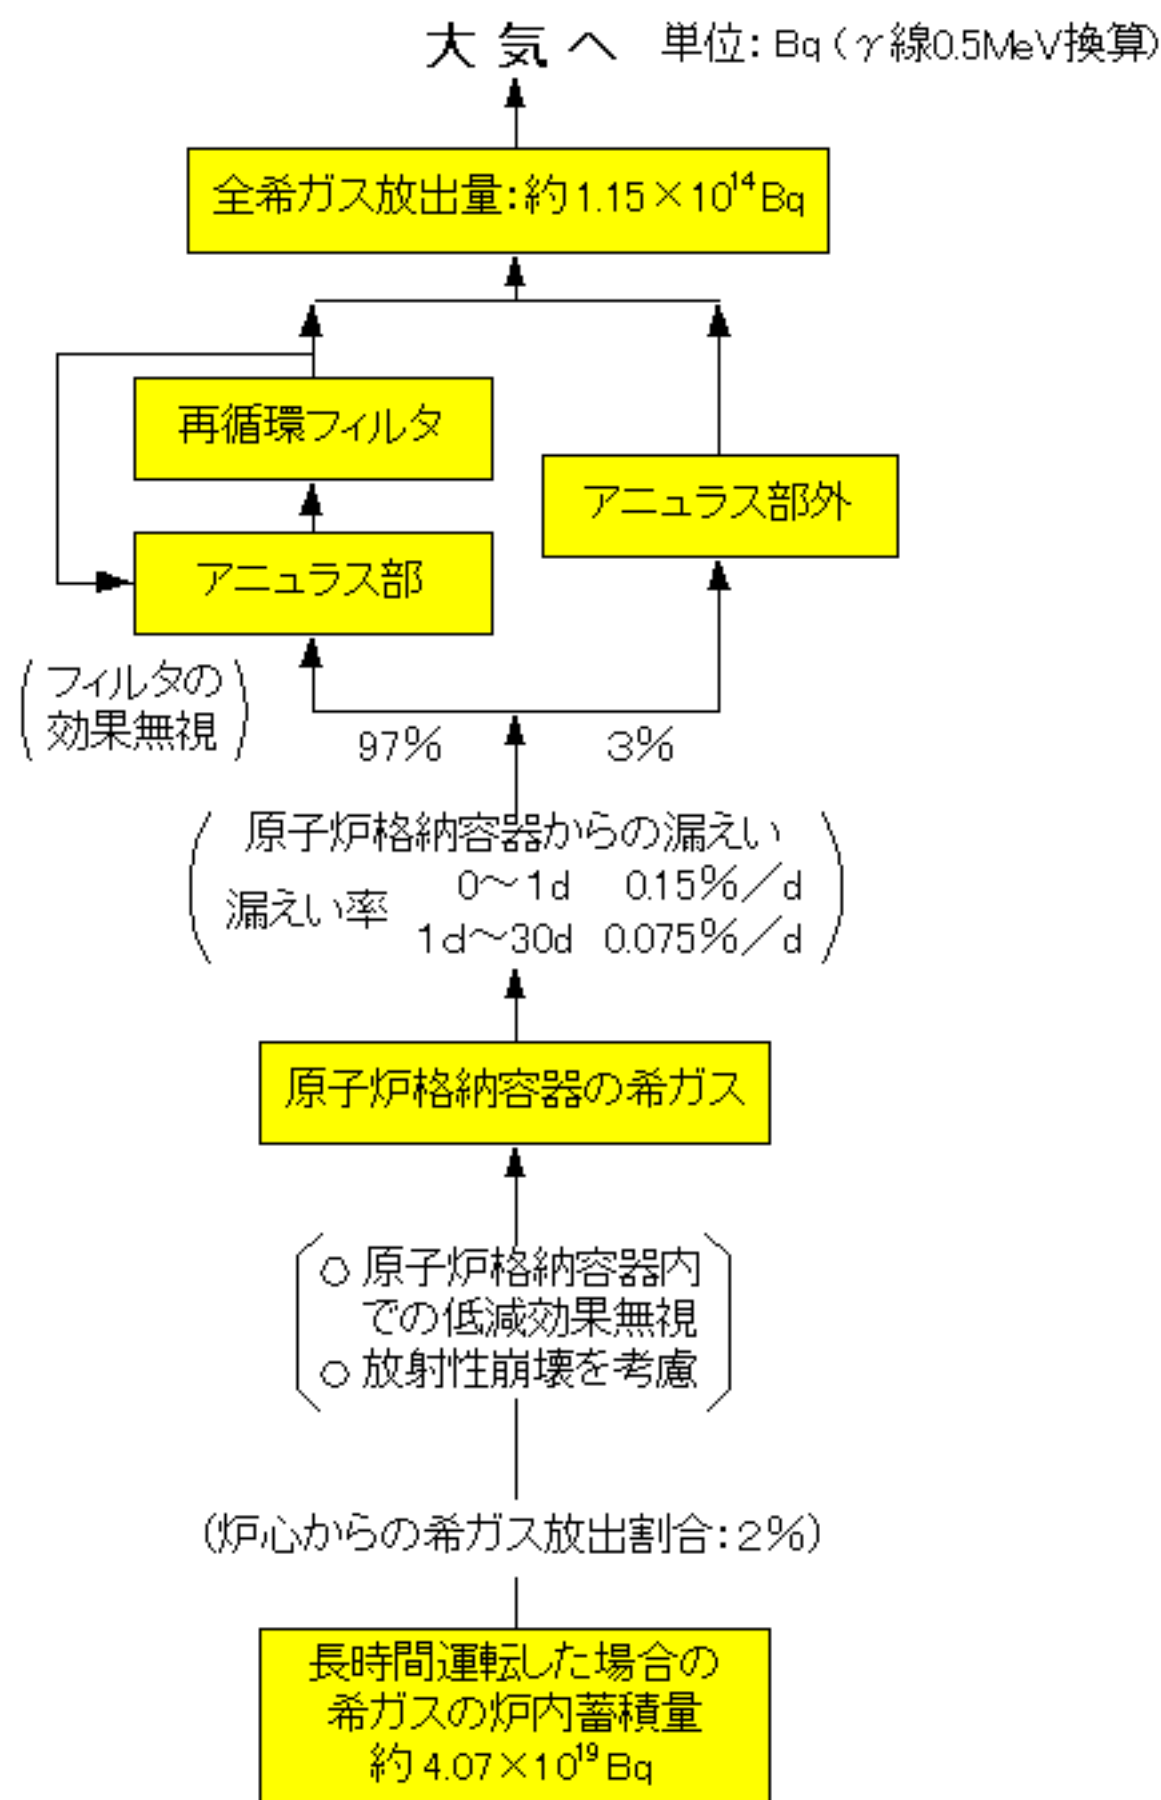 大気へ 単位：Bq（γ線0.5MeV換算）
全希ガス放出量：約1.15×10¹⁴Bq
再循環フィルタ
アニュラス部外
アニュラス部
（フィルタの
効果無視）
97% 3%
（原子炉格納容器からの漏えい
漏えい率 0～1d 0.15%／d
1d～30d 0.075%／d）
原子炉格納容器の希ガス
○ 原子炉格納容器内
での低減効果無視
○ 放射性崩壊を考慮
（炉心からの希ガス放出割合：2%）
長時間運転した場合の
希ガスの炉内蓄積量
約4.07×10¹⁹Bq